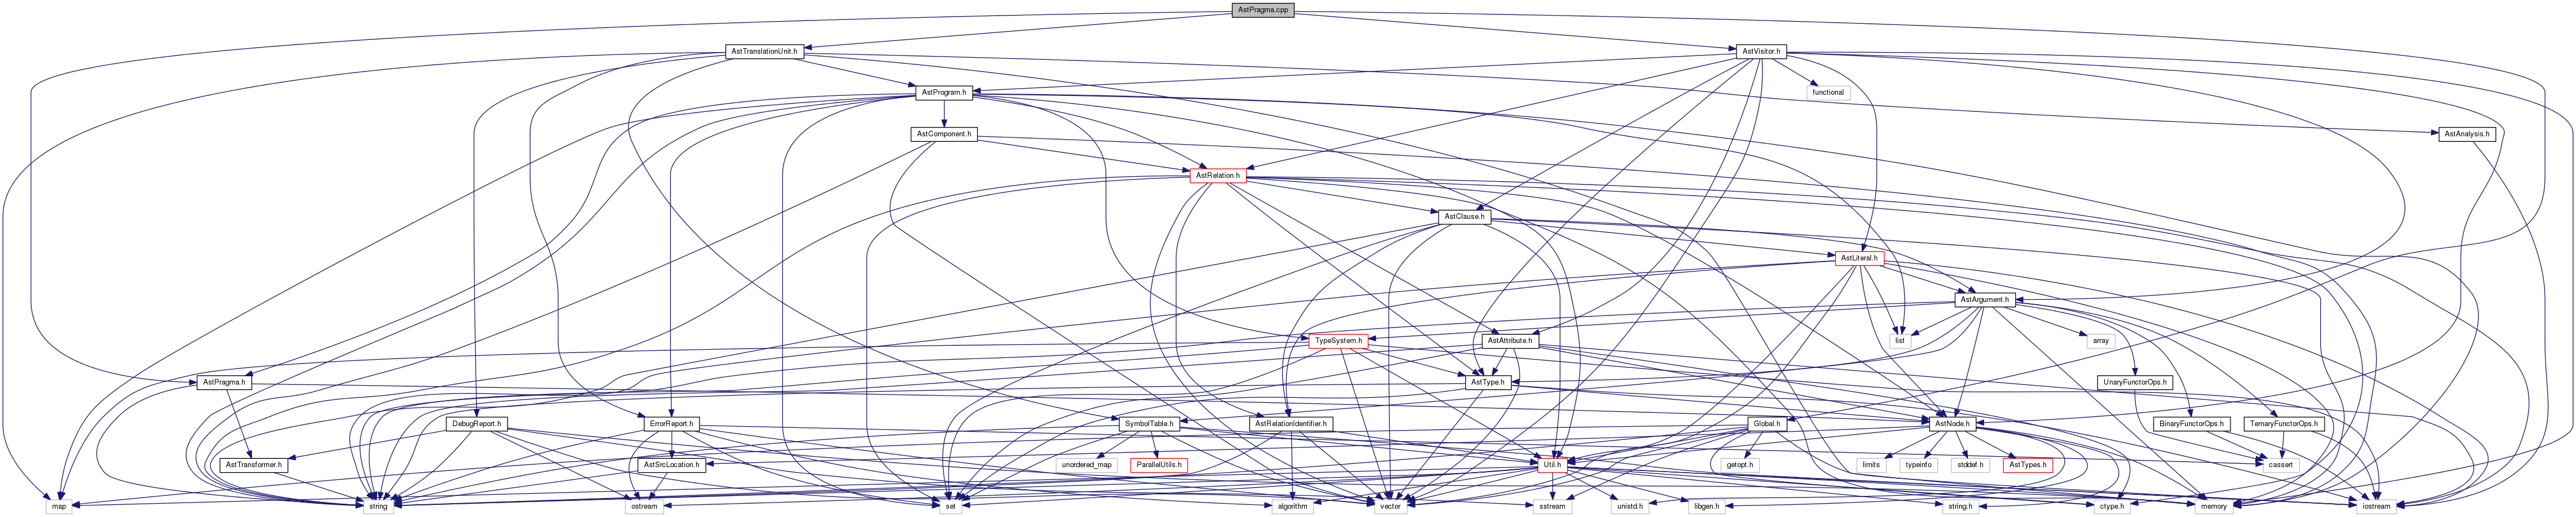 AstPragma.cpp
AstTranslationUnit.h
AstVisitor.h
AstProgram.h
functional
AstComponent.h
AstAnalysis.h
AstRelation.h
AstClause.h
AstLiteral.h
AstArgument.h
TypeSystem.h
AstAttribute.h
list
array
AstPragma.h
AstType.h
UnaryFunctorOps.h
DebugReport.h
ErrorReport.h
SymbolTable.h
AstRelationIdentifier.h
Global.h
AstNode.h
BinaryFunctorOps.h
TernaryFunctorOps.h
AstTransformer.h
AstSrcLocation.h
unordered_map
ParallelUtils.h
Util.h
getopt.h
limits
typeinfo
stddef.h
AstTypes.h
cassert
map
string
ostream
set
algorithm
vector
sstream
unistd.h
libgen.h
string.h
ctype.h
memory
iostream